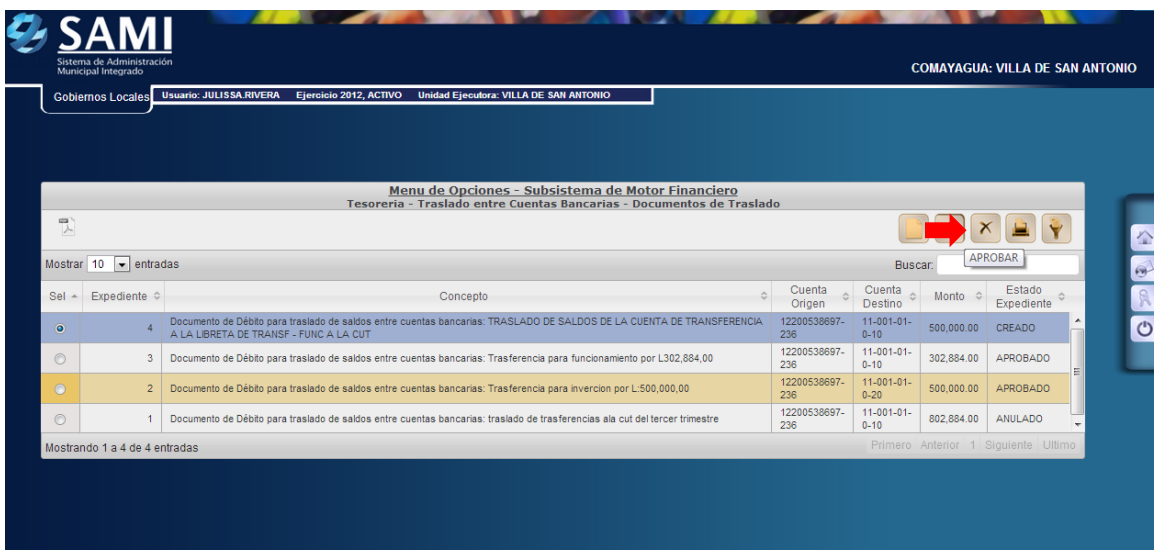 SAMI
Sistema de Administración
Municipal Integrado
COMAYAGUA: VILLA DE SAN ANTONIO
Gobiernos Locales
Usuario: JULISSA.RIVERA Ejercicio 2012, ACTIVO Unidad Ejecutora: VILLA DE SAN ANTONIO
Menu de Opciones - Subsistema de Motor Financiero
Tesoreria - Traslado entre Cuentas Bancarias - Documentos de Traslado
Mostrar 10 entradas
Buscar:
APROBAR
Sel Expediente Concepto Cuenta Origen Cuenta Destino Monto Estado Expediente
4 Documento de Débito para traslado de saldos entre cuentas bancarias: TRASLADO DE SALDOS DE LA CUENTA DE TRANSFERENCIA
A LA LIBRETA DE TRANSF - FUNC A LA CUT
12200538697-
236
11-001-01-
0-10
500,000.00 CREADO
3 Documento de Débito para traslado de saldos entre cuentas bancarias: Trasferencia para funcionamiento por L302,884,00
12200538697-
236
11-001-01-
0-10
302,884.00 APROBADO
2 Documento de Débito para traslado de saldos entre cuentas bancarias: Trasferencia para invercion por L:500,000,00
12200538697-
236
11-001-01-
0-20
500,000.00 APROBADO
1 Documento de Débito para traslado de saldos entre cuentas bancarias: traslado de trasferencias ala cut del tercer trimestre
12200538697-
236
11-001-01-
0-10
802,884.00 ANULADO
Mostrando 1 a 4 de 4 entradas
Primero Anterior 1 Siguiente Ultimo